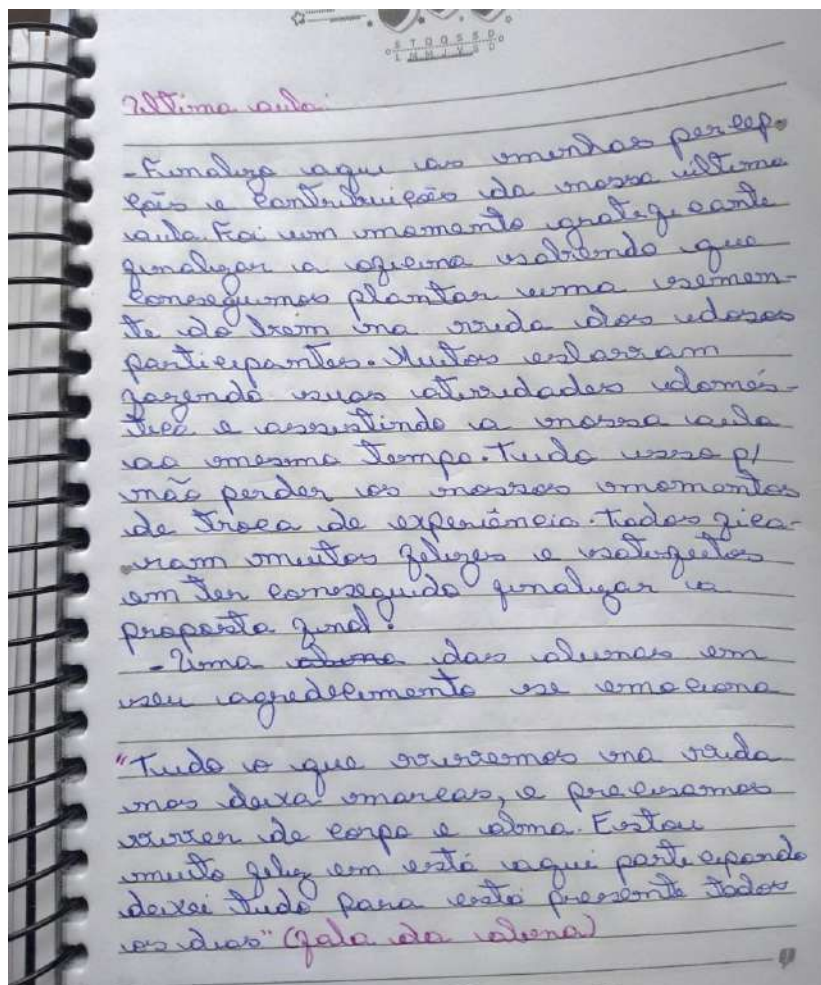 S T Q Q S S D
L M M J V S D
Última aula:
- Finalizo aqui as minhas percep-
ção e contribuição da nossa última
aula. Foi um momento gratificante
finalizar a oficina sabendo que
conseguimos plantar uma semen-
te do bem na vida dos idosos
participantes. Muitos estavam
fazendo suas atividades domés-
tica e assistindo a nossa aula
ao mesmo tempo. Tudo isso p/
não perder os nossos momentos
de troca de experiência. Todos fica-
ram muitos felizes e satisfeitos
em ter conseguido finalizar a
proposta final!
- Uma aluna das alunas em
seu agradecimento se emociona
"Tudo o que vivemos na vida
nos deixa marcas, e precisamos
viver de corpo e alma. Estou
muito feliz em está aqui participando
deixei tudo para está presente todos
os dias" (fala da aluna)